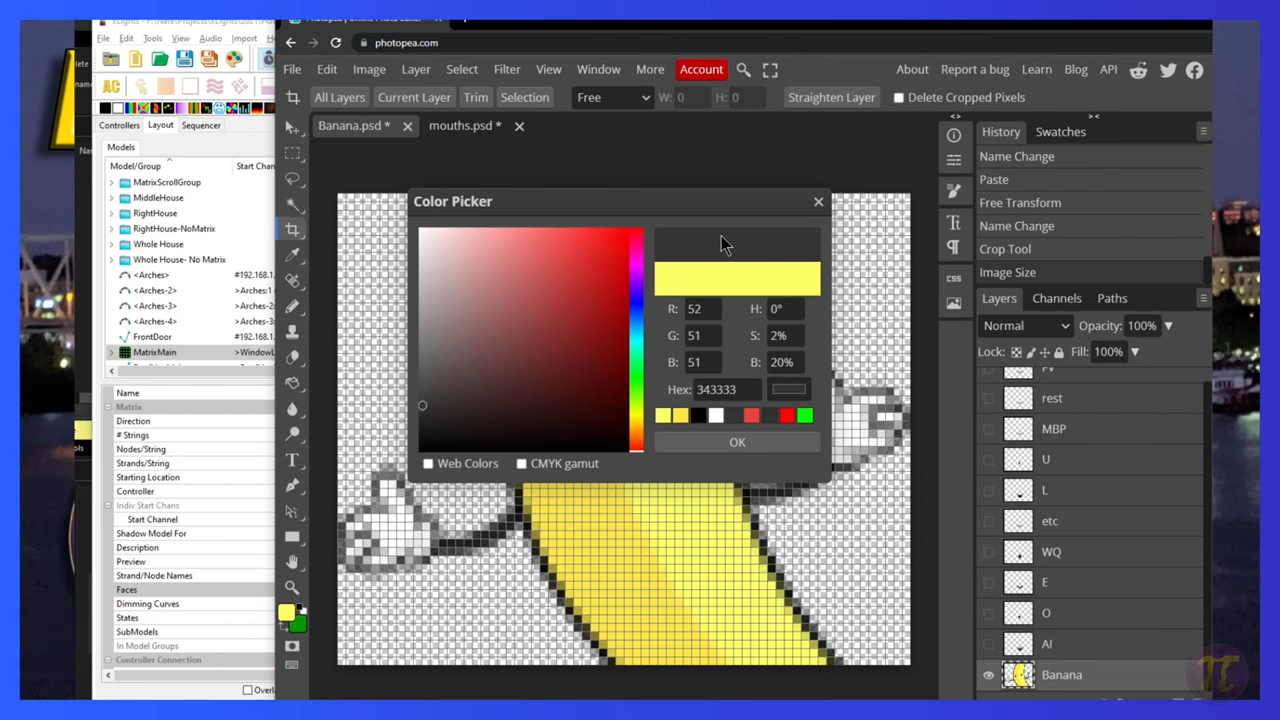 File Edit Tools View Audio Import
Controllers Layout Sequencer
Models
Model/Group Start Chan
MatrixScrollGroup
MiddleHouse
RightHouse
RightHouse-NoMatrix
Whole House
Whole House- No Matrix
<Arches> #192.168.1.
<Arches-2> >Arches:1 (
<Arches-3> >Arches-2:
<Arches-4> >Arches-3:
FrontDoor #192.168.1.
MatrixMain >WindowL
Name
Matrix
Direction
# Strings
Nodes/String
Strands/String
Starting Location
Controller
Indiv Start Chans
Start Channel
Shadow Model For
Description
Preview
Strand/Node Names
Faces
Dimming Curves
States
SubModels
In Model Groups
Controller Connection
Overla
photopea.com
File Edit Image Layer Select Filter View Window More Account About Report a bug Learn Blog API
All Layers Current Layer Trim Selection Free W: 0 H: 0 Straighten Layer Delete Cropped Pixels
Banana.psd * mouths.psd *
Color Picker
R: 52 H: 0°
G: 51 S: 2%
B: 51 B: 20%
Hex: 343333
OK
Web Colors CMYK gamut
History Swatches
Name Change
Paste
Free Transform
Name Change
Crop Tool
Image Size
Layers Channels Paths
Normal Opacity: 100%
Lock: Fill: 100%
FV
rest
MBP
U
L
etc
WQ
E
O
AI
Banana